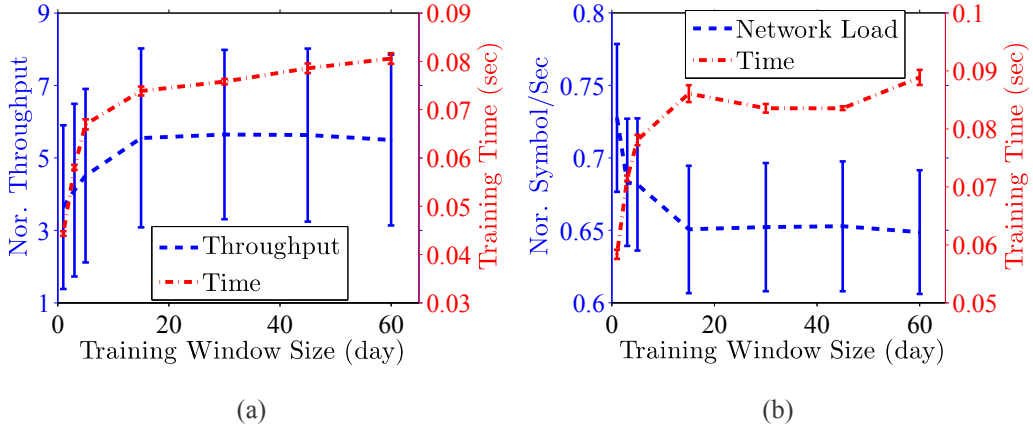 9
7
5
3
1
Nor. Throughput
0.09
0.08
0.07
0.06
0.05
0.04
0.03
Training Time (sec)
Throughput
Time
0 20 40 60
Training Window Size (day)
(a)
0.8
0.75
0.7
0.65
0.6
Nor. Symbol/Sec
0.1
0.09
0.08
0.07
0.06
0.05
Training Time (sec)
Network Load
Time
0 20 40 60
Training Window Size (day)
(b)